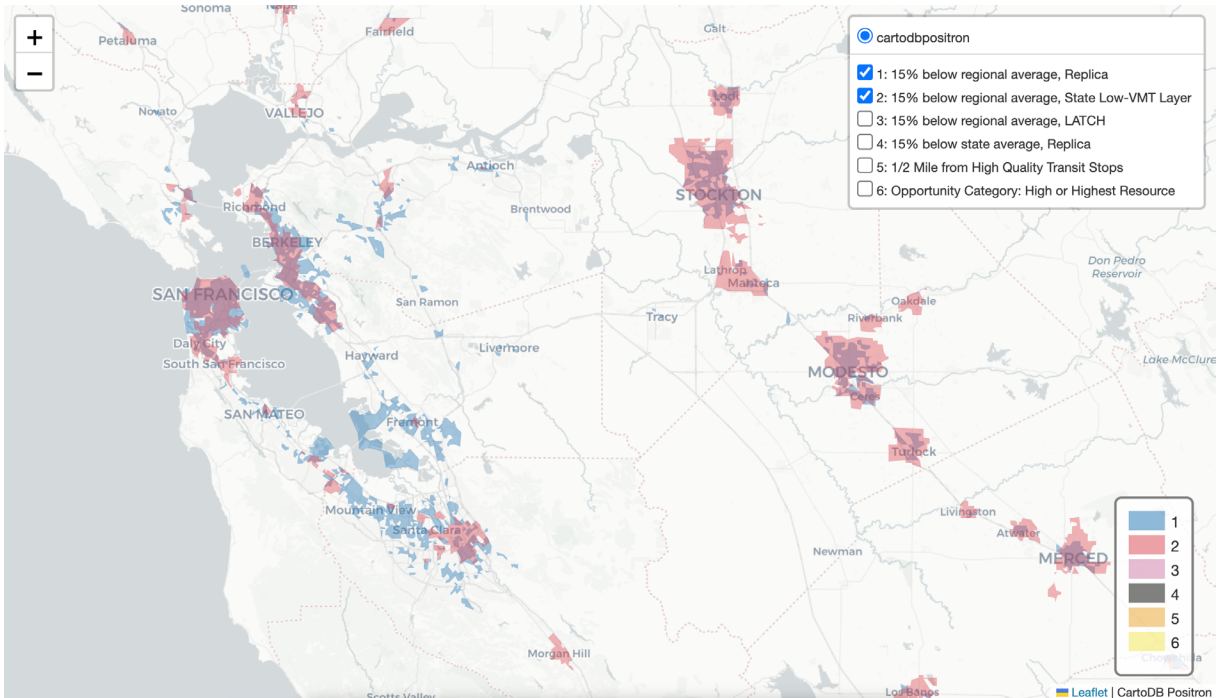 +
−
cartodbpositron
1: 15% below regional average, Replica
2: 15% below regional average, State Low-VMT Layer
3: 15% below regional average, LATCH
4: 15% below state average, Replica
5: 1/2 Mile from High Quality Transit Stops
6: Opportunity Category: High or Highest Resource
Sonoma
Napa
Petaluma
Fairfield
Galt
Novato
VALLEJO
Lodi
Antioch
Richmond
Brentwood
STOCKTON
BERKELEY
Don Pedro
Reservoir
Lathrop
Manteca
SAN FRANCISCO
San Ramon
Oakdale
Tracy
Riverbank
Daly City
Hayward
Livermore
South San Francisco
MODESTO
Lake McClure
Ceres
SAN MATEO
Fremont
Turlock
Mountain View
Livingston
Santa Clara
Atwater
Newman
MERCED
Morgan Hill
Los Banos
Scotts Valley
1
2
3
4
5
6
Leaflet | CartoDB Positron